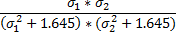 σ₁ * σ₂
(σ₁² + 1.645) * (σ₂² + 1.645)